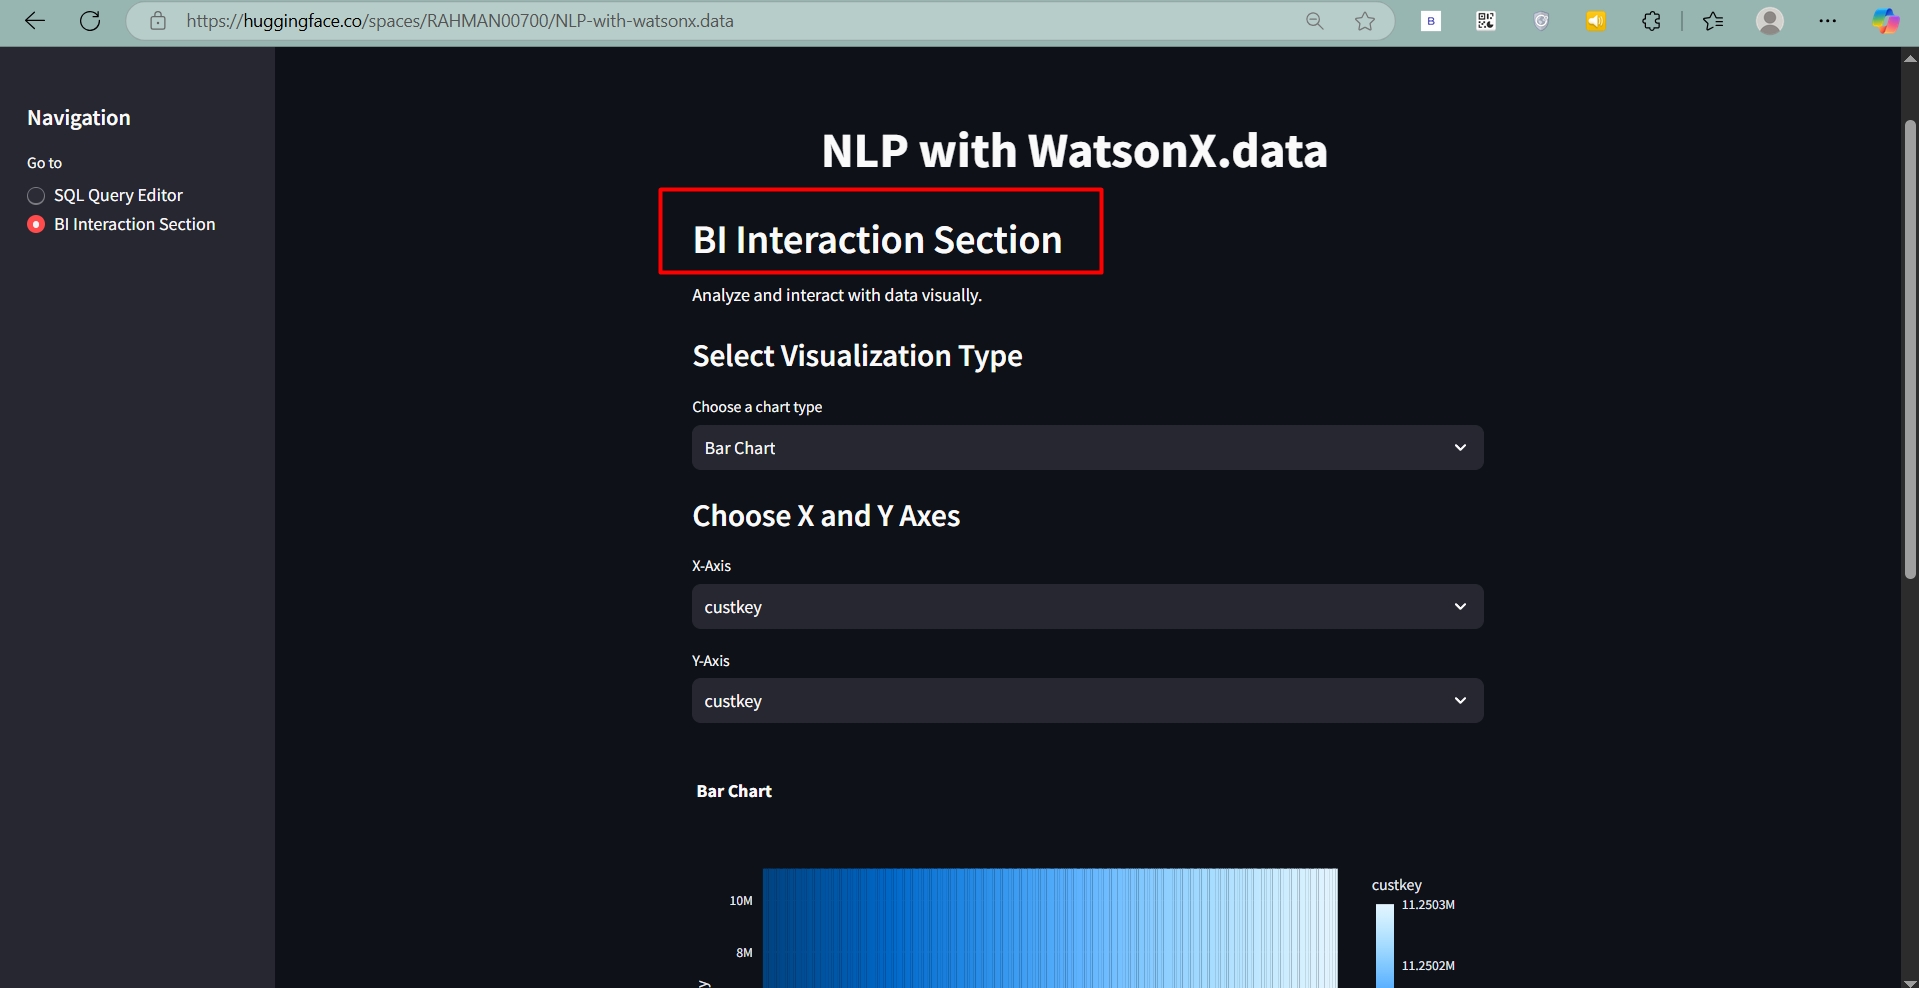 https://huggingface.co/spaces/RAHMAN00700/NLP-with-watsonx.data
B
Navigation
Go to
SQL Query Editor
BI Interaction Section
NLP with WatsonX.data
BI Interaction Section
Analyze and interact with data visually.
Select Visualization Type
Choose a chart type
Bar Chart
Choose X and Y Axes
X-Axis
custkey
Y-Axis
custkey
Bar Chart
10M
8M
custkey
11.2503M
11.2502M